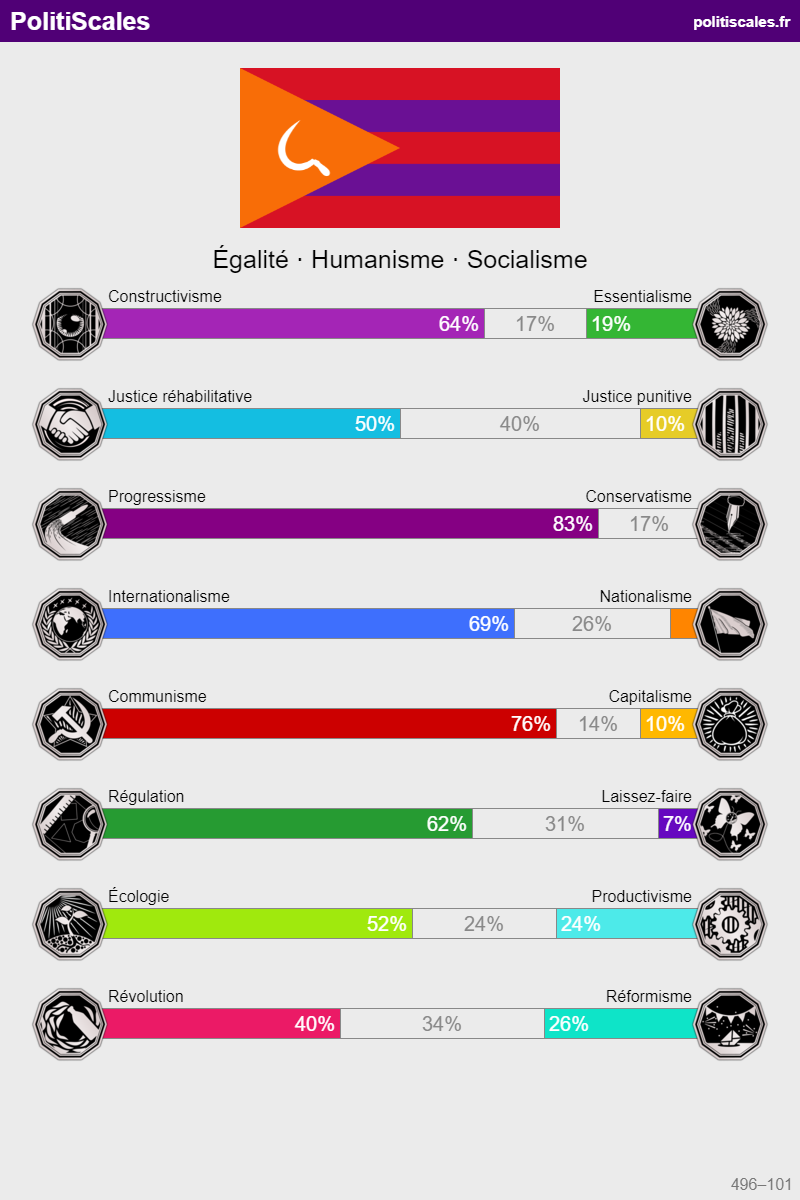 PolitiScales
politiscales.fr
Égalité · Humanisme · Socialisme
Constructivisme Essentialisme
64% 17% 19%
Justice réhabilitative Justice punitive
50% 40% 10%
Progressisme Conservatisme
83% 17%
Internationalisme Nationalisme
69% 26%
Communisme Capitalisme
76% 14% 10%
Régulation Laissez-faire
62% 31% 7%
Écologie Productivisme
52% 24% 24%
Révolution Réformisme
40% 34% 26%
496–101